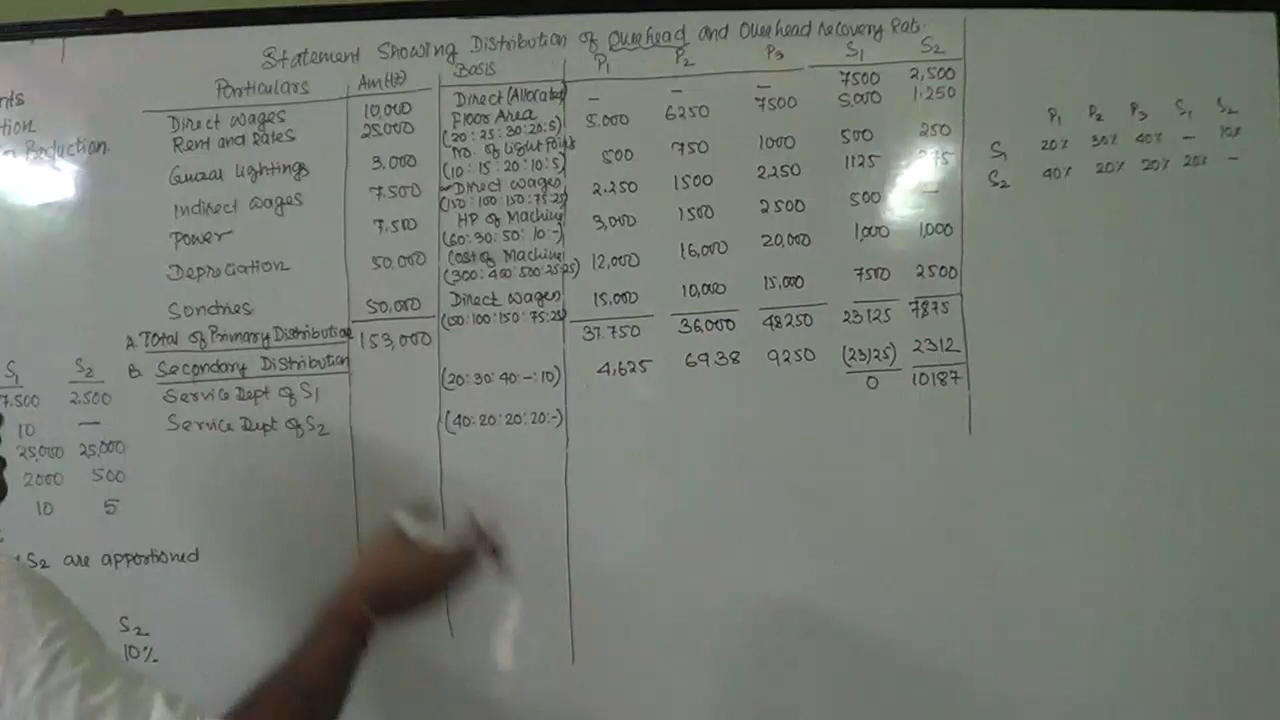 Statement Showing Distribution of Overhead and Overhead recovery Rate
Particulars Amt(₹) Basis P1 P2 P3 S1 S2
Direct wages 10,000 Direct (Allocated) — — — 7500 2,500
Rent and Rates 25000 Floor Area 5.000 6250 7500 5,000 1.250
(20:25:30:20:5)
General lightings 3.000 No. of Light Points 500 750 1000 500 250
(10:15:20:10:5)
Indirect wages 7.500 Direct wages 2.250 1500 2250 1125 375
(150:100:150:75:25)
Power 7,500 HP of Machine 3,000 1500 2500 500 —
(60:30:50:10:-)
Depreciation 50,000 Cost of Machine 12,000 16,000 20,000 1,000 1,000
(300:400:500:25:25)
Sundries 50,000 Direct wages 15,000 10,000 15,000 7500 2500
(150:100:150:75:25)
A. Total of Primary Distribution 153,000 37.750 36,000 48250 23125 7875
B. Secondary Distribution
Service Dept of S1 (20:30:40:-:10) 4,625 6938 9250 (23125) 2312
0 10187
Service Dept of S2 (40:20:20:20:-)
P1 P2 P3 S1 S2
S1 20% 30% 40% — 10%
S2 40% 20% 20% 20% —
nts
tion
Production
S1 S2
7.500 2.500
10 —
25,000 25,000
2000 500
10 5
S2 are apportioned
S2
10%